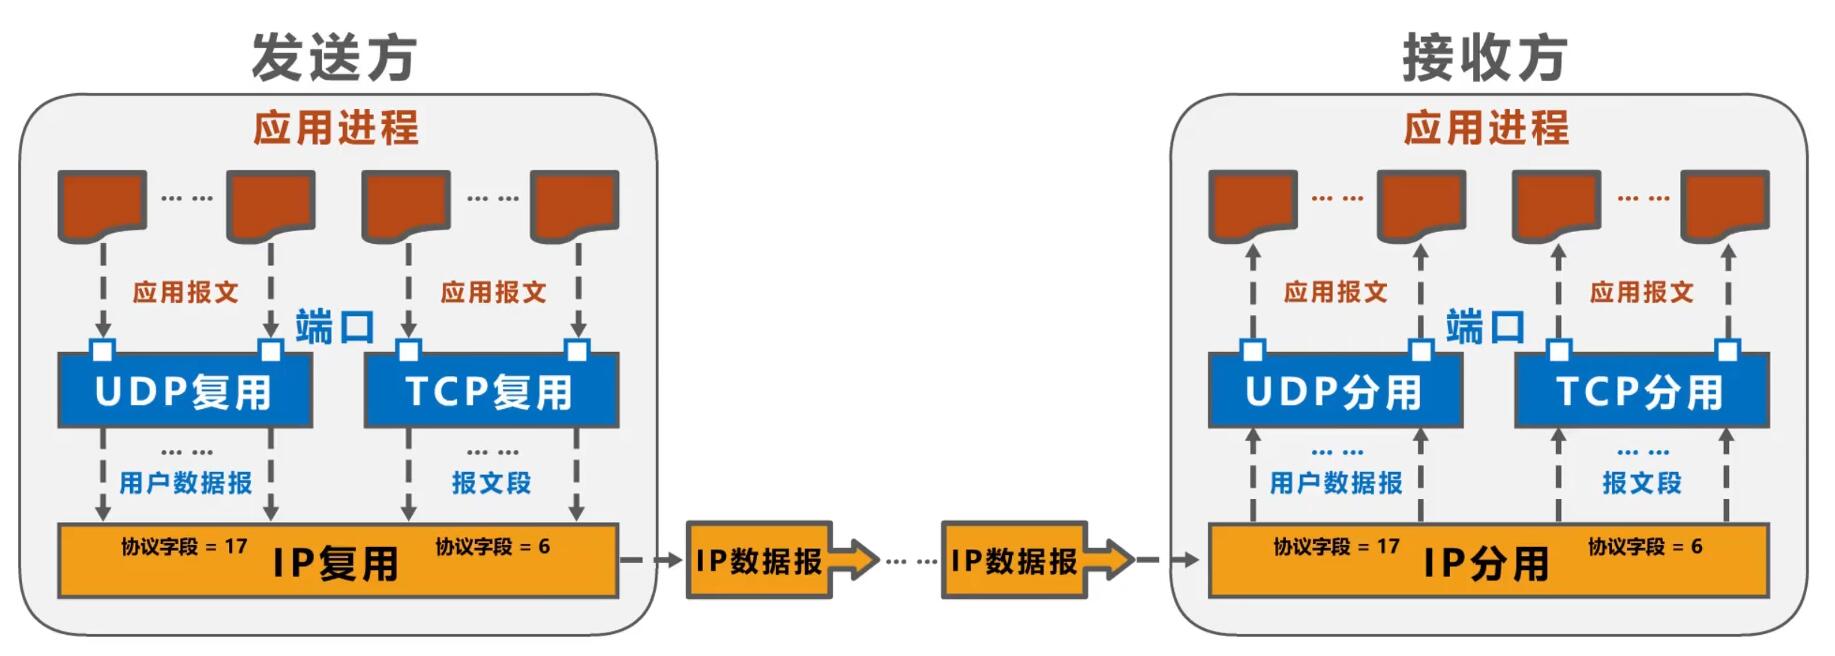 发送方
应用进程
… …
… …
应用报文
应用报文
端口
UDP复用
TCP复用
… …
… …
用户数据报
报文段
协议字段 = 17
IP复用
协议字段 = 6
IP数据报
… …
IP数据报
接收方
应用进程
… …
… …
应用报文
应用报文
端口
UDP分用
TCP分用
… …
… …
用户数据报
报文段
协议字段 = 17
IP分用
协议字段 = 6